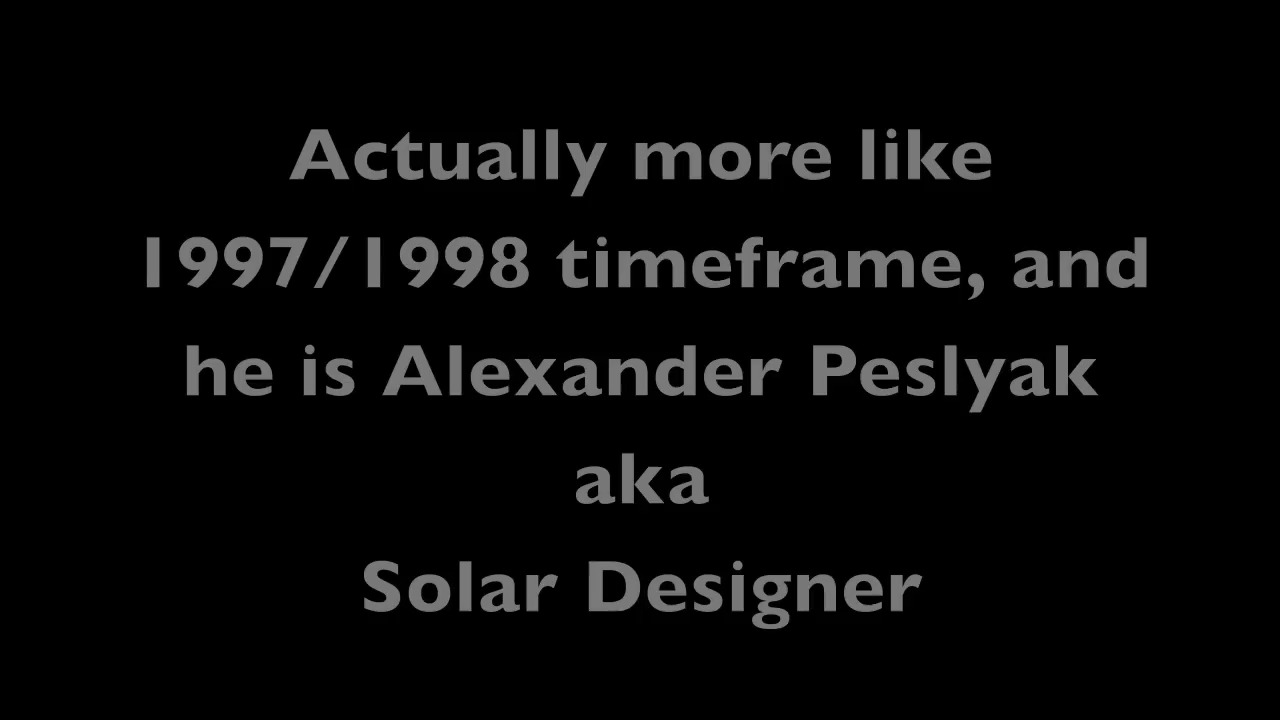 Actually more like
1997/1998 timeframe, and
he is Alexander Peslyak
aka
Solar Designer